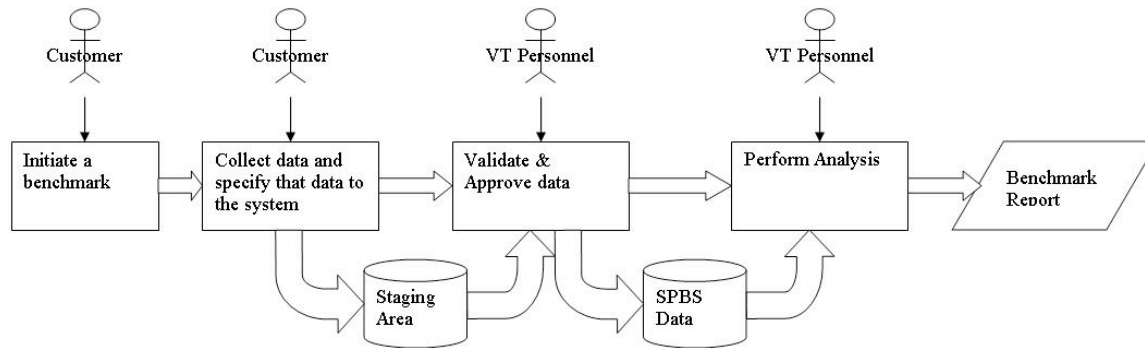 Customer
Customer
VT Personnel
VT Personnel
Initiate a
benchmark
Collect data and
specify that data to
the system
Validate &
Approve data
Perform Analysis
Benchmark
Report
Staging
Area
SPBS
Data